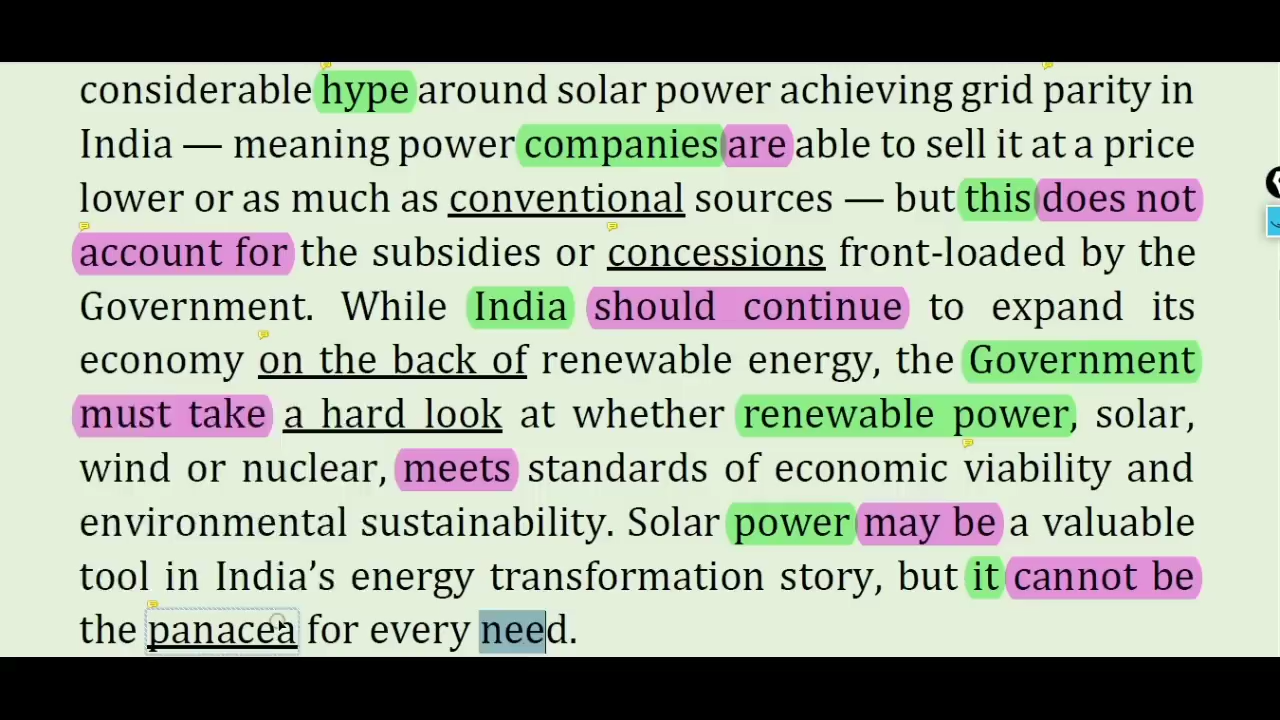 considerable hype around solar power achieving grid parity in
India — meaning power companies are able to sell it at a price
lower or as much as conventional sources — but this does not
account for the subsidies or concessions front-loaded by the
Government. While India should continue to expand its
economy on the back of renewable energy, the Government
must take a hard look at whether renewable power, solar,
wind or nuclear, meets standards of economic viability and
environmental sustainability. Solar power may be a valuable
tool in India’s energy transformation story, but it cannot be
the panacea for every need.